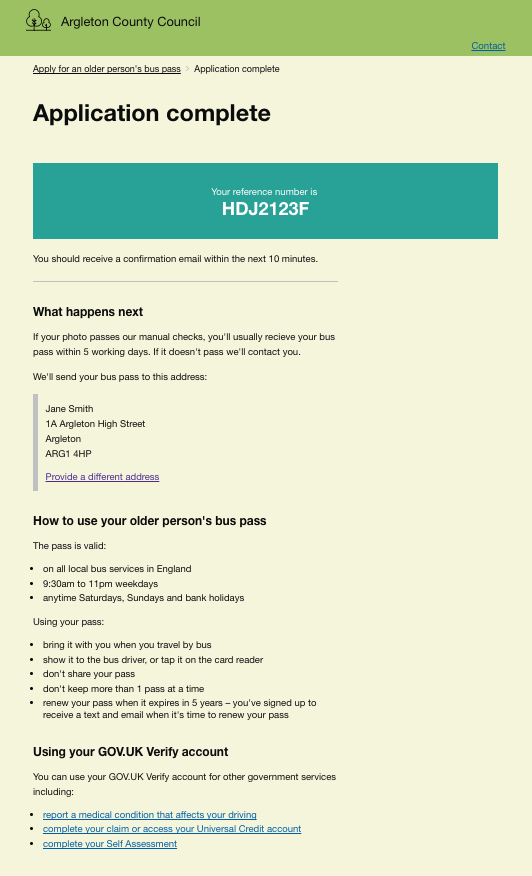 Argleton County Council
Contact
Apply for an older person's bus pass > Application complete
Application complete
Your reference number is
HDJ2123F
You should receive a confirmation email within the next 10 minutes.
What happens next
If your photo passes our manual checks, you'll usually recieve your bus
pass within 5 working days. If it doesn't pass we'll contact you.
We'll send your bus pass to this address:
Jane Smith
1A Argleton High Street
Argleton
ARG1 4HP
Provide a different address
How to use your older person's bus pass
The pass is valid:
• on all local bus services in England
• 9:30am to 11pm weekdays
• anytime Saturdays, Sundays and bank holidays
Using your pass:
• bring it with you when you travel by bus
• show it to the bus driver, or tap it on the card reader
• don't share your pass
• don't keep more than 1 pass at a time
• renew your pass when it expires in 5 years – you've signed up to
receive a text and email when it's time to renew your pass
Using your GOV.UK Verify account
You can use your GOV.UK Verify account for other government services
including:
• report a medical condition that affects your driving
• complete your claim or access your Universal Credit account
• complete your Self Assessment